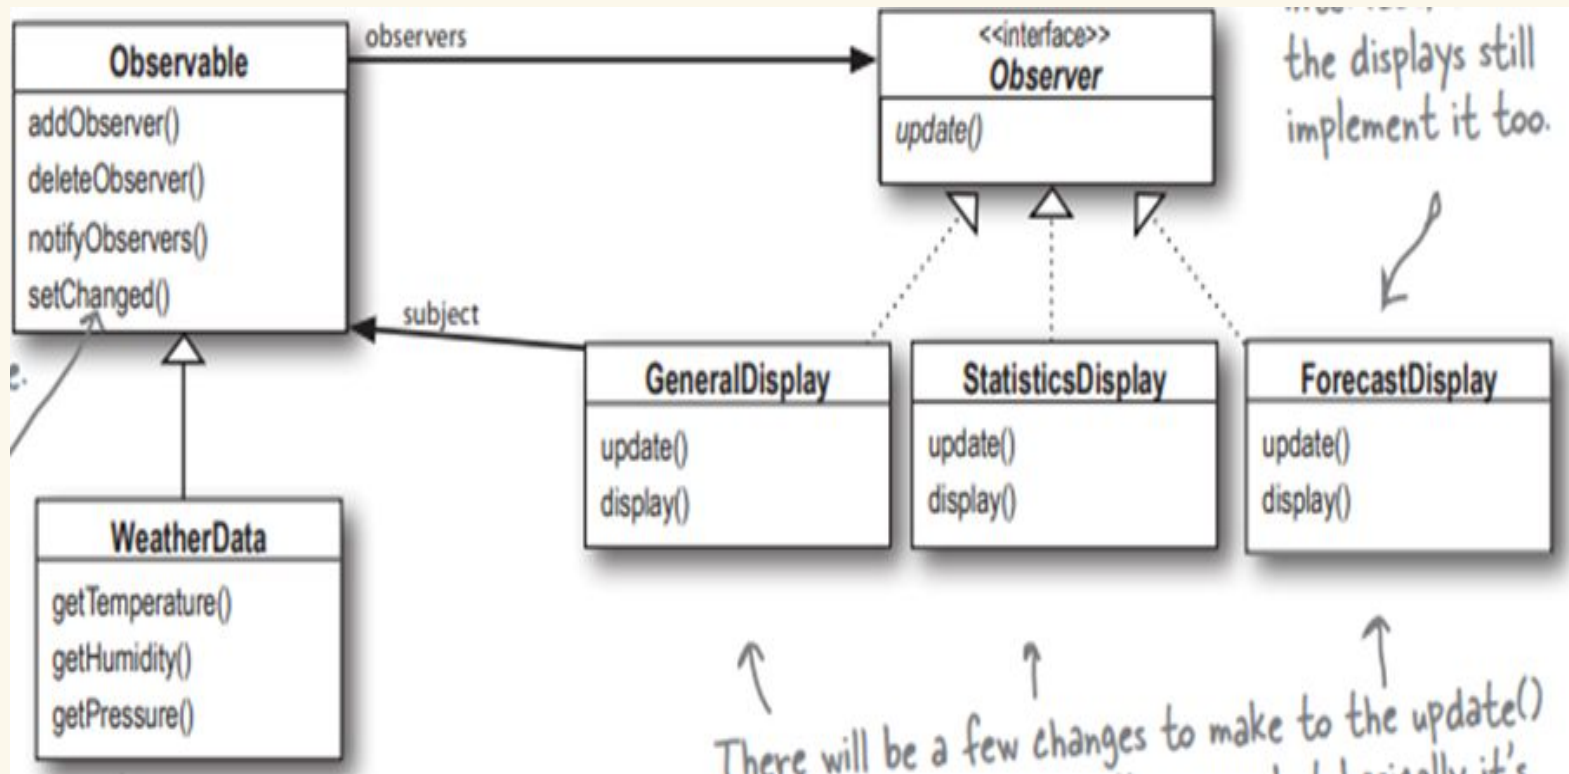 Observable
addObserver()
deleteObserver()
notifyObservers()
setChanged()
observers
<<interface>>
Observer
update()
the displays still
implement it too.
subject
e.
GeneralDisplay
update()
display()
StatisticsDisplay
update()
display()
ForecastDisplay
update()
display()
WeatherData
getTemperature()
getHumidity()
getPressure()
There will be a few changes to make to the update()
basically it's